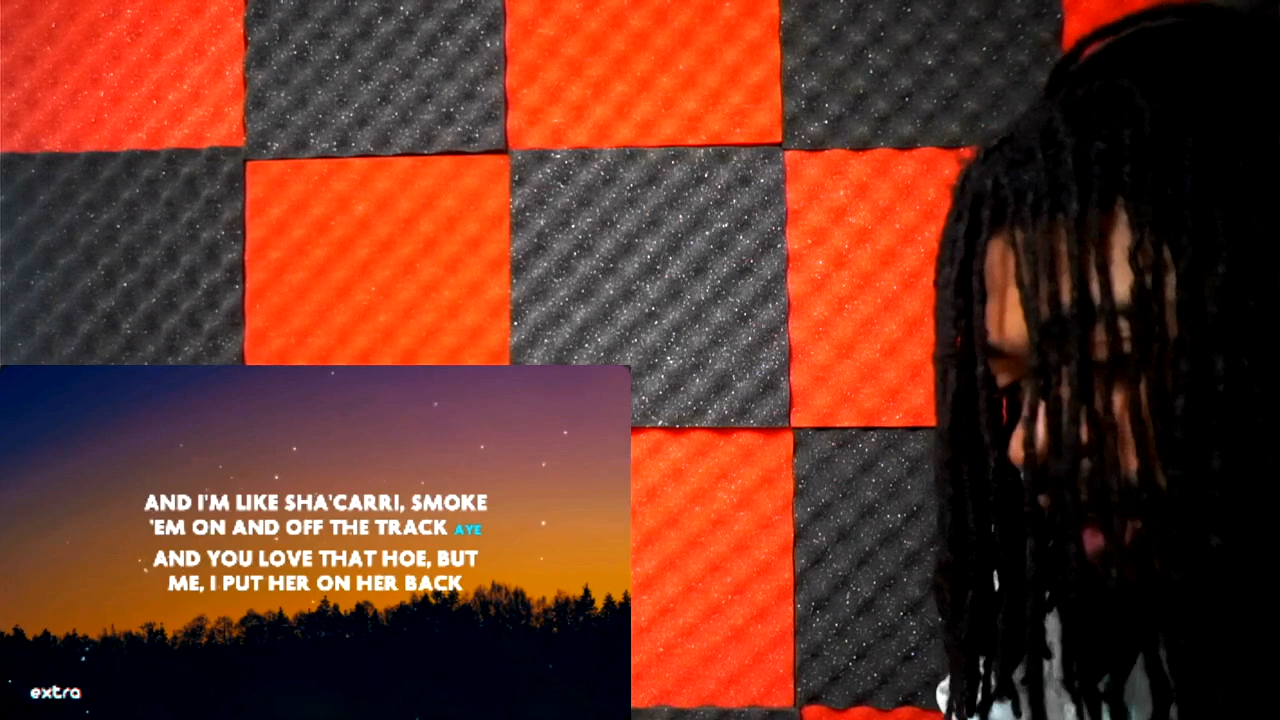 AND I'M LIKE SHA'CARRI, SMOKE
'EM ON AND OFF THE TRACK AYE
AND YOU LOVE THAT HOE, BUT
ME, I PUT HER ON HER BACK
extra